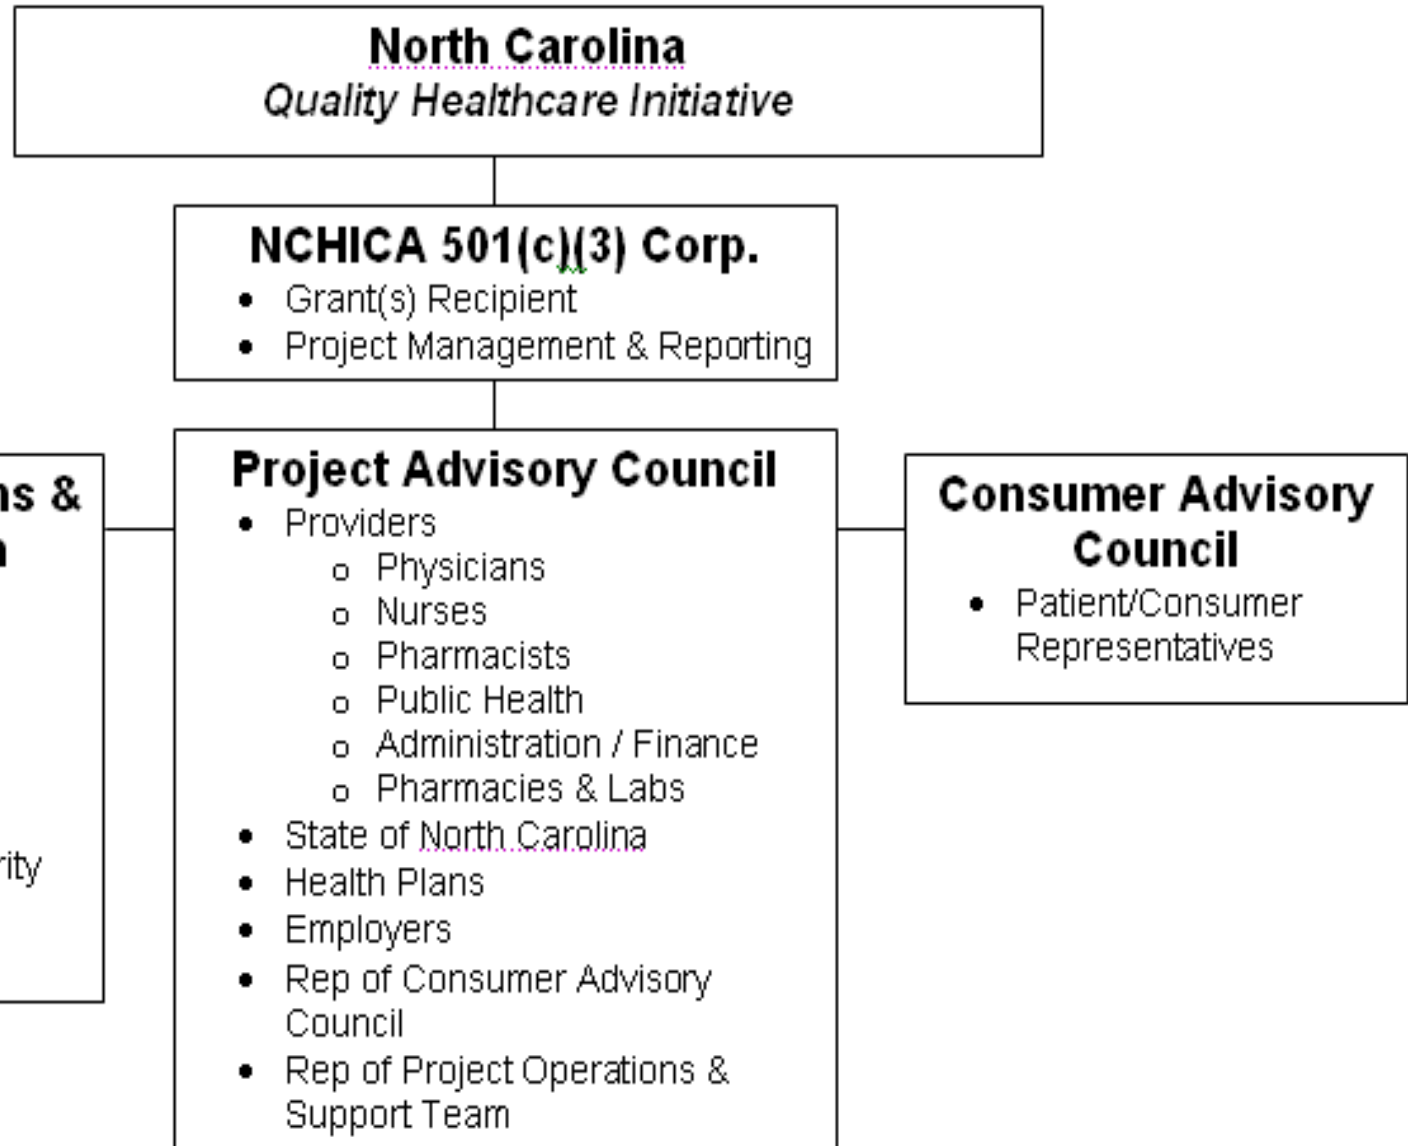 North Carolina
Quality Healthcare Initiative
NCHICA 501(c)(3) Corp.
• Grant(s) Recipient
• Project Management & Reporting
ns &
Project Advisory Council
• Providers
o Physicians
o Nurses
o Pharmacists
o Public Health
o Administration / Finance
o Pharmacies & Labs
• State of North Carolina
• Health Plans
• Employers
• Rep of Consumer Advisory
Council
• Rep of Project Operations &
Support Team
rity
Consumer Advisory
Council
• Patient/Consumer
Representatives